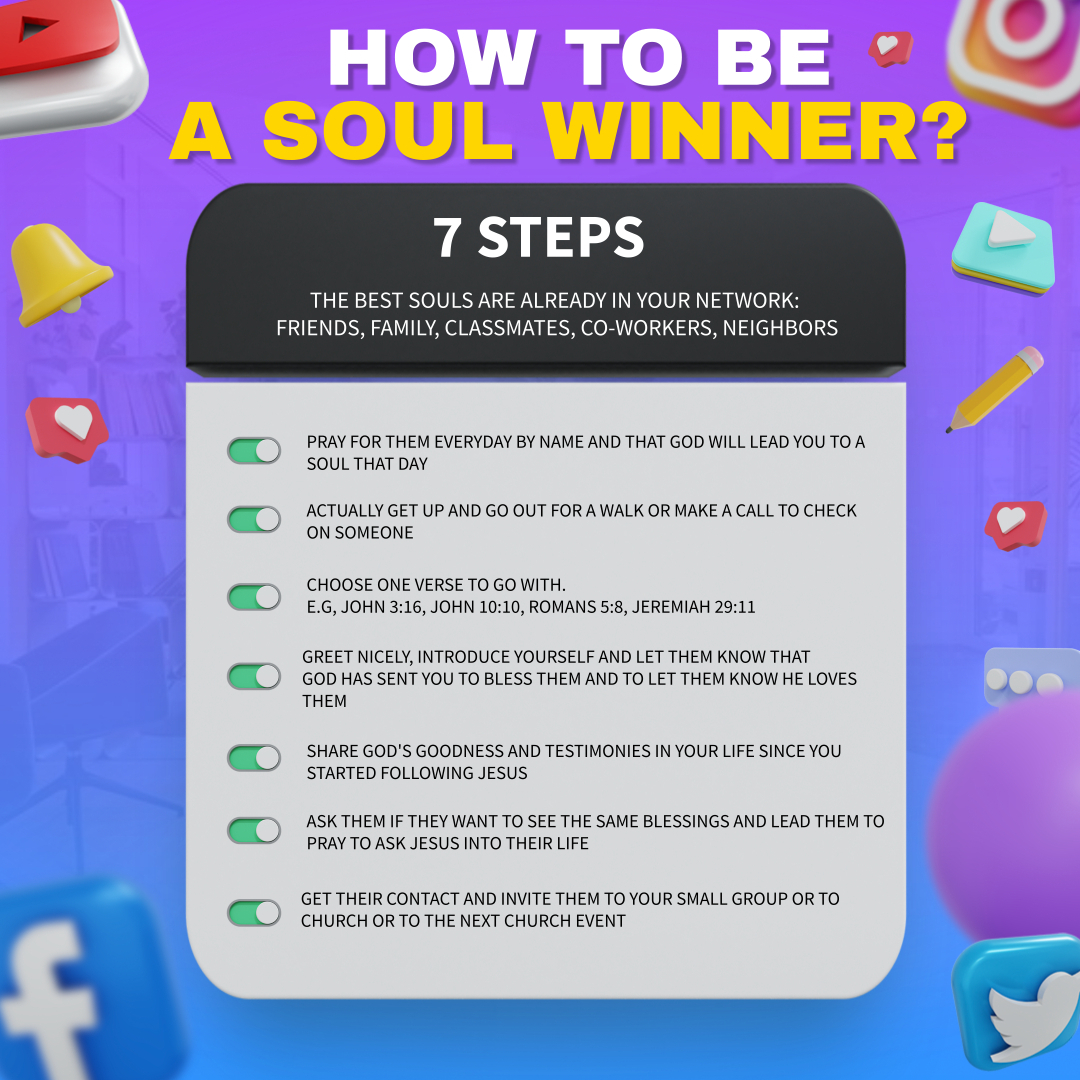 HOW TO BE
A SOUL WINNER?
7 STEPS
THE BEST SOULS ARE ALREADY IN YOUR NETWORK:
FRIENDS, FAMILY, CLASSMATES, CO-WORKERS, NEIGHBORS
PRAY FOR THEM EVERYDAY BY NAME AND THAT GOD WILL LEAD YOU TO A
SOUL THAT DAY
ACTUALLY GET UP AND GO OUT FOR A WALK OR MAKE A CALL TO CHECK
ON SOMEONE
CHOOSE ONE VERSE TO GO WITH.
E.G, JOHN 3:16, JOHN 10:10, ROMANS 5:8, JEREMIAH 29:11
GREET NICELY, INTRODUCE YOURSELF AND LET THEM KNOW THAT
GOD HAS SENT YOU TO BLESS THEM AND TO LET THEM KNOW HE LOVES
THEM
SHARE GOD'S GOODNESS AND TESTIMONIES IN YOUR LIFE SINCE YOU
STARTED FOLLOWING JESUS
ASK THEM IF THEY WANT TO SEE THE SAME BLESSINGS AND LEAD THEM TO
PRAY TO ASK JESUS INTO THEIR LIFE
GET THEIR CONTACT AND INVITE THEM TO YOUR SMALL GROUP OR TO
CHURCH OR TO THE NEXT CHURCH EVENT